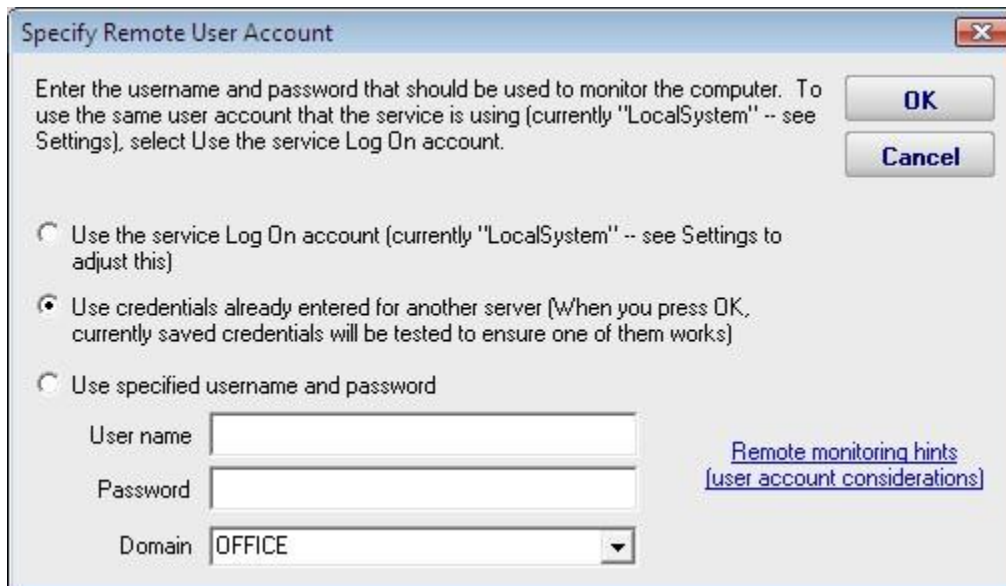 Specify Remote User Account
Enter the username and password that should be used to monitor the computer. To
use the same user account that the service is using (currently "LocalSystem" -- see
Settings), select Use the service Log On account.
OK
Cancel
Use the service Log On account (currently "LocalSystem" -- see Settings to
adjust this)
Use credentials already entered for another server (When you press OK,
currently saved credentials will be tested to ensure one of them works)
Use specified username and password
User name
Password
Domain OFFICE
Remote monitoring hints
(user account considerations)